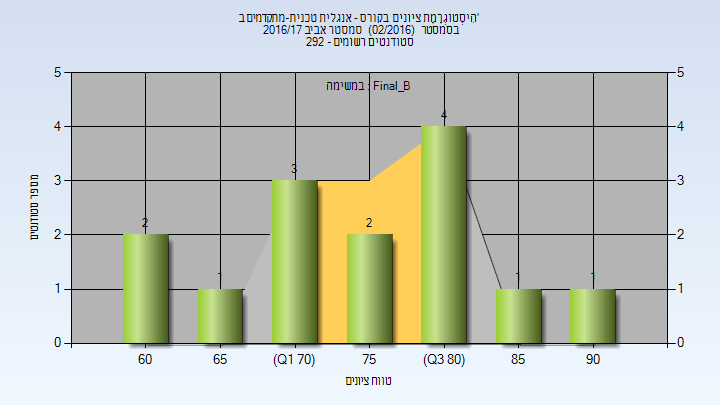 הִיסְטוֹגְרָמַת ציונים בקורס - אנגלית טכנית-מתקדמים ב'
בסמסטר (02/2016) סמסטר אביב 2016/17
סטודנטים רשומים - 292
במשימה : Final_B
5 5
4 4 4
3 3 3
2 2 2 2
1 1 1 1 1
0 0
60 65 (Q1 70) 75 (Q3 80) 85 90
מספר סטודנטים
טווח ציונים